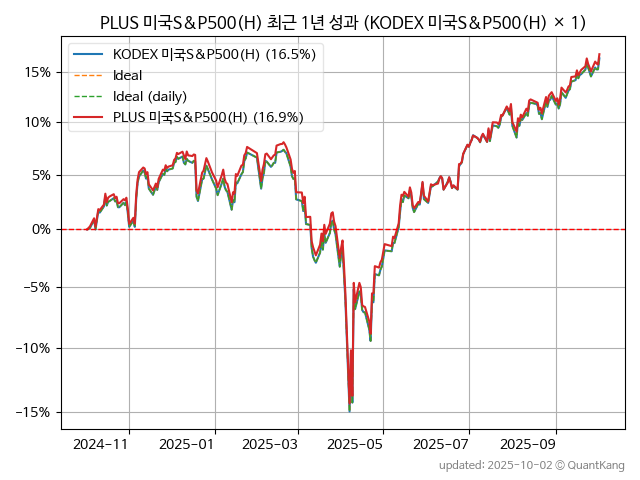 PLUS 미국S&P500(H) 최근 1년 성과 (KODEX 미국S&P500(H) × 1)
KODEX 미국S&P500(H) (16.5%)
Ideal
Ideal (daily)
PLUS 미국S&P500(H) (16.9%)
15%
10%
5%
0%
−5%
−10%
−15%
2024-11 2025-01 2025-03 2025-05 2025-07 2025-09
updated: 2025-10-02 © QuantKang